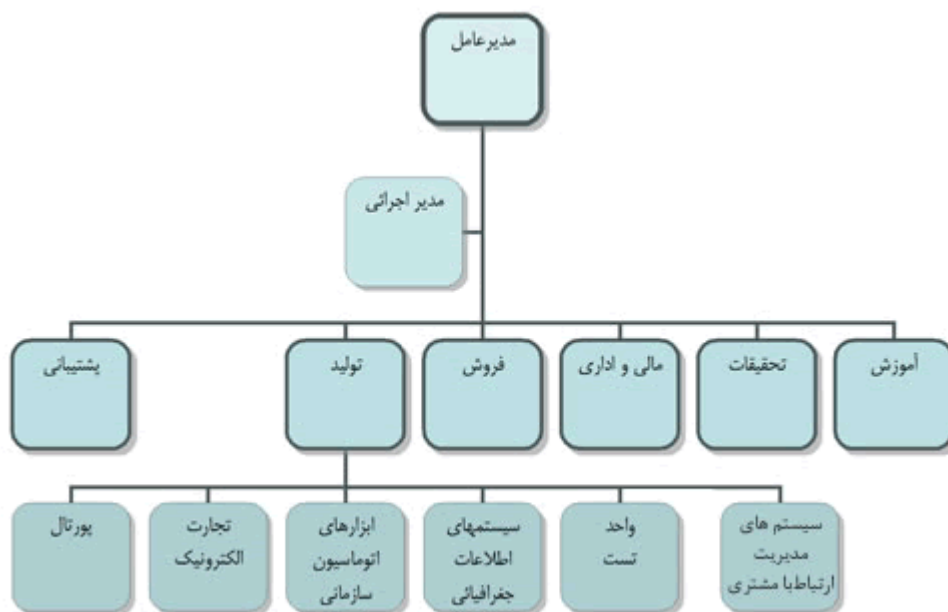 مدیرعامل
مدیر اجرائی
آموزش
تحقیقات
مالی و اداری
فروش
تولید
پشتیبانی
سیستم های
مدیریت
ارتباط با مشتری
واحد
تست
سیستمهای
اطلاعات
جغرافیائی
ابزارهای
اتوماسیون
سازمانی
تجارت
الکترونیک
پورتال